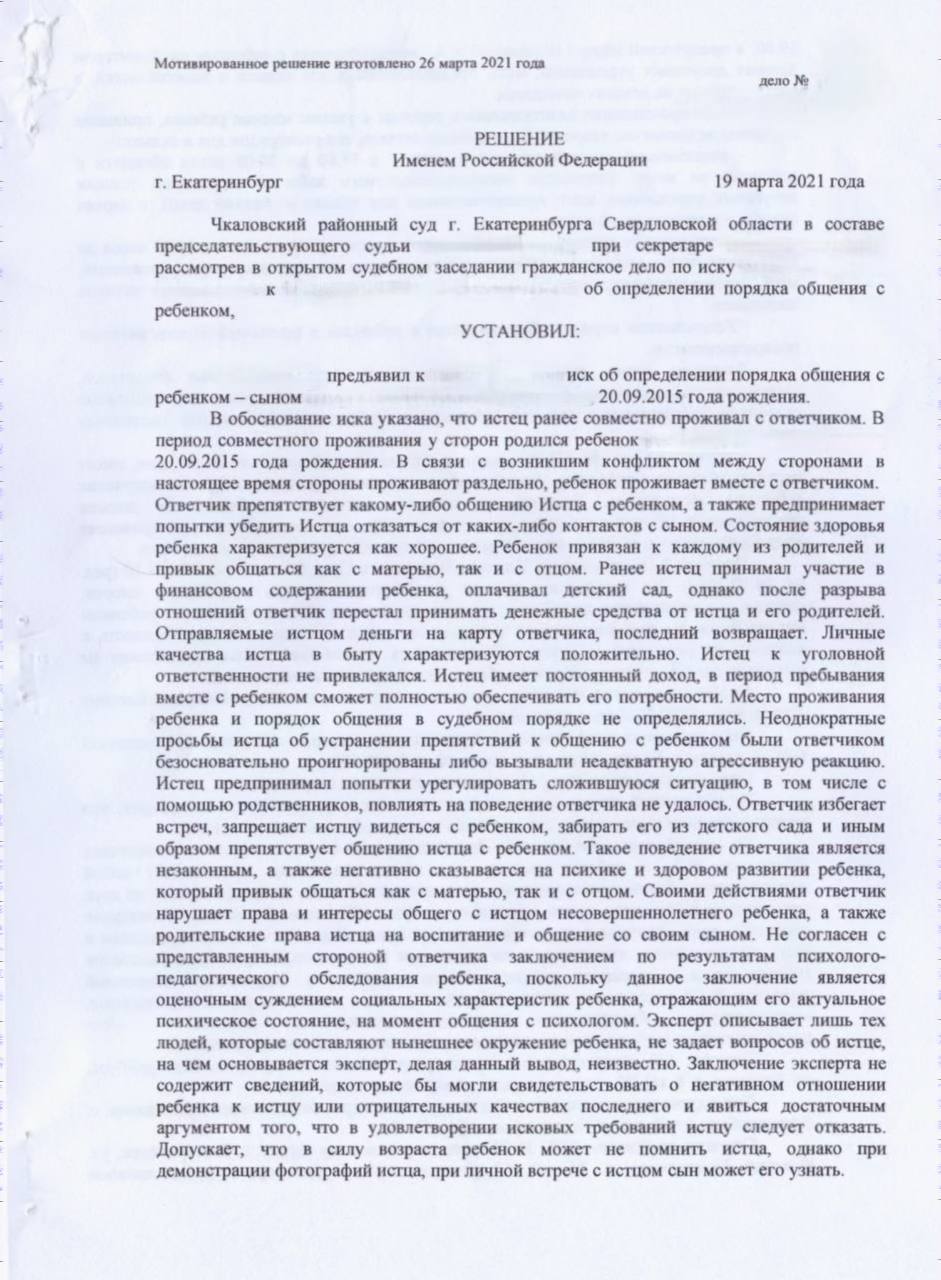 Мотивированное решение изготовлено 26 марта 2021 года
дело №
РЕШЕНИЕ
Именем Российской Федерации
г. Екатеринбург 19 марта 2021 года
Чкаловский районный суд г. Екатеринбурга Свердловской области в составе
председательствующего судьи при секретаре
рассмотрев в открытом судебном заседании гражданское дело по иску
к об определении порядка общения с
ребенком,
УСТАНОВИЛ:
предъявил к иск об определении порядка общения с
ребенком – сыном 20.09.2015 года рождения.
В обоснование иска указано, что истец ранее совместно проживал с ответчиком. В
период совместного проживания у сторон родился ребенок
20.09.2015 года рождения. В связи с возникшим конфликтом между сторонами в
настоящее время стороны проживают раздельно, ребенок проживает вместе с ответчиком.
Ответчик препятствует какому-либо общению Истца с ребенком, а также предпринимает
попытки убедить Истца отказаться от каких-либо контактов с сыном. Состояние здоровья
ребенка характеризуется как хорошее. Ребенок привязан к каждому из родителей и
привык общаться как с матерью, так и с отцом. Ранее истец принимал участие в
финансовом содержании ребенка, оплачивал детский сад, однако после разрыва
отношений ответчик перестал принимать денежные средства от истца и его родителей.
Отправляемые истцом деньги на карту ответчика, последний возвращает. Личные
качества истца в быту характеризуются положительно. Истец к уголовной
ответственности не привлекался. Истец имеет постоянный доход, в период пребывания
вместе с ребенком сможет полностью обеспечивать его потребности. Место проживания
ребенка и порядок общения в судебном порядке не определялись. Неоднократные
просьбы истца об устранении препятствий к общению с ребенком были ответчиком
безосновательно проигнорированы либо вызывали неадекватную агрессивную реакцию.
Истец предпринимал попытки урегулировать сложившуюся ситуацию, в том числе с
помощью родственников, повлиять на поведение ответчика не удалось. Ответчик избегает
встреч, запрещает истцу видеться с ребенком, забирать его из детского сада и иным
образом препятствует общению истца с ребенком. Такое поведение ответчика является
незаконным, а также негативно сказывается на психике и здоровом развитии ребенка,
который привык общаться как с матерью, так и с отцом. Своими действиями ответчик
нарушает права и интересы общего с истцом несовершеннолетнего ребенка, а также
родительские права истца на воспитание и общение со своим сыном. Не согласен с
представленным стороной ответчика заключением по результатам психолого-
педагогического обследования ребенка, поскольку данное заключение является
оценочным суждением социальных характеристик ребенка, отражающим его актуальное
психическое состояние, на момент общения с психологом. Эксперт описывает лишь тех
людей, которые составляют нынешнее окружение ребенка, не задает вопросов об истце,
на чем основывается эксперт, делая данный вывод, неизвестно. Заключение эксперта не
содержит сведений, которые бы могли свидетельствовать о негативном отношении
ребенка к истцу или отрицательных качествах последнего и явиться достаточным
аргументом того, что в удовлетворении исковых требований истцу следует отказать.
Допускает, что в силу возраста ребенок может не помнить истца, однако при
демонстрации фотографий истца, при личной встрече с истцом сын может его узнать.